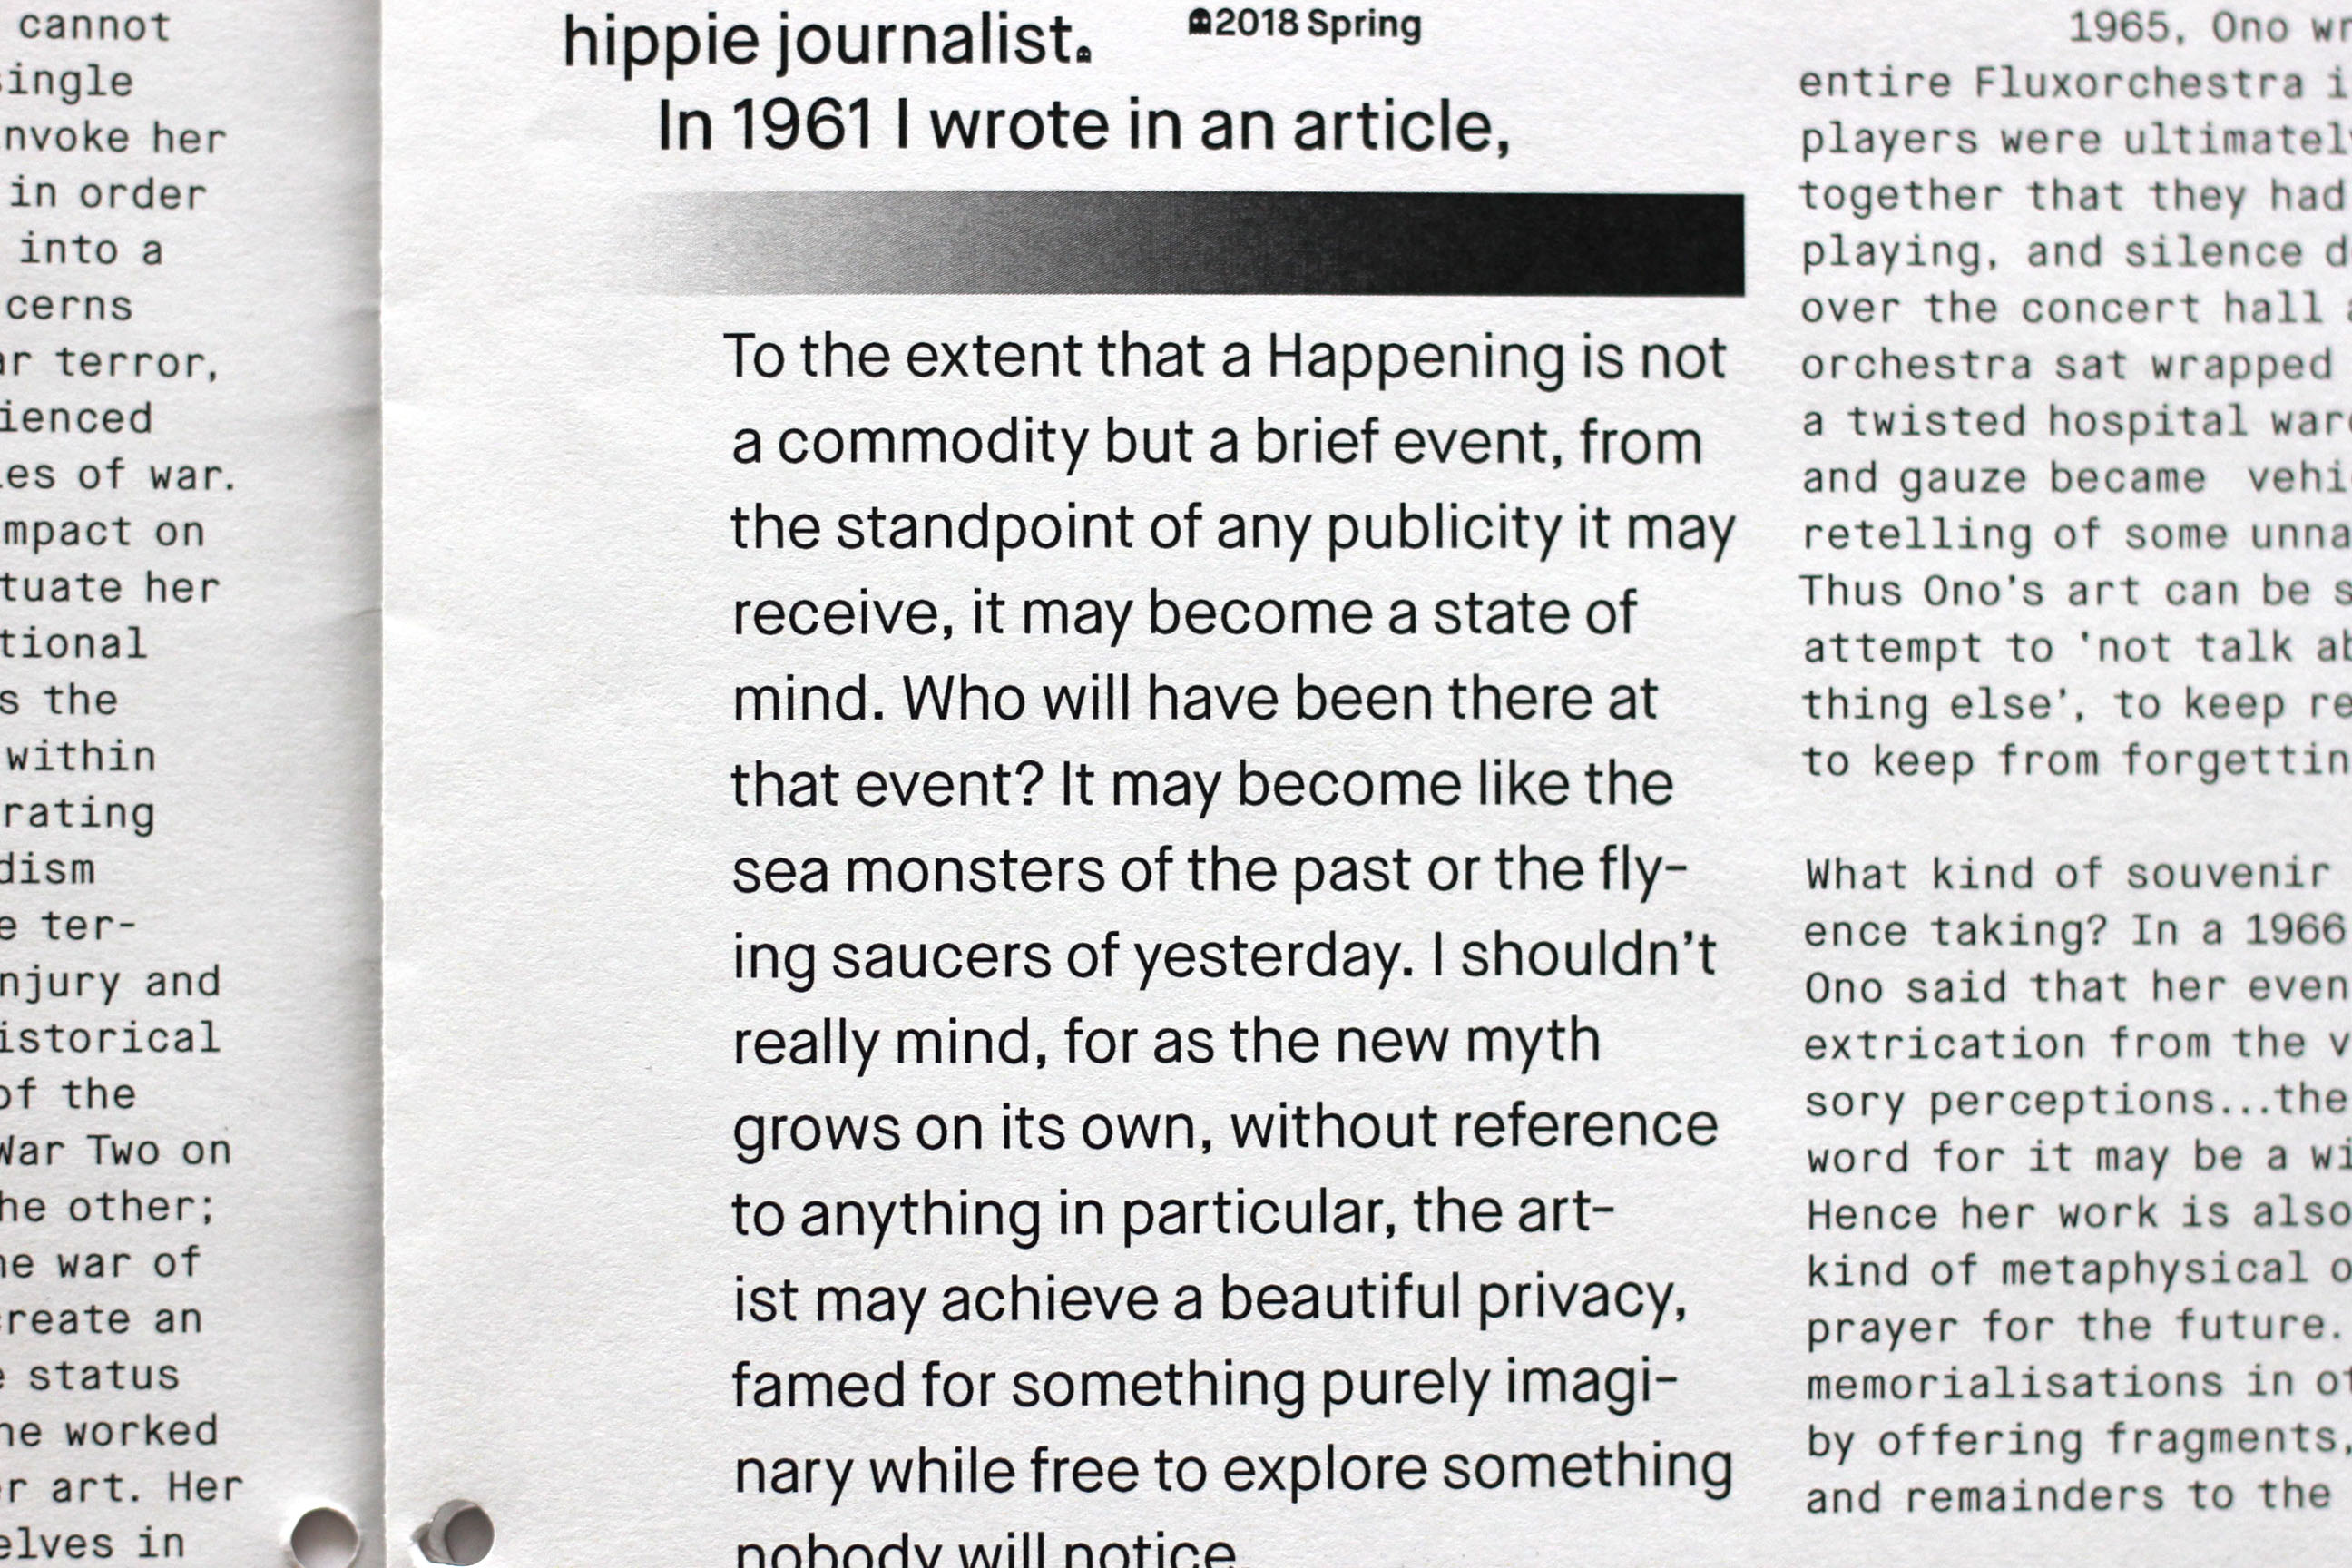 cannot
single
nvoke her
in order
into a
cerns
ar terror,
ienced
les of war.
mpact on
tuate her
tional
s the
within
rating
dism
e ter-
njury and
istorical
of the
War Two on
he other;
he war of
create an
e status
he worked
er art. Her
elves in
hippie journalist.
2018 Spring
In 1961 I wrote in an article,
To the extent that a Happening is not
a commodity but a brief event, from
the standpoint of any publicity it may
receive, it may become a state of
mind. Who will have been there at
that event? It may become like the
sea monsters of the past or the fly-
ing saucers of yesterday. I shouldn't
really mind, for as the new myth
grows on its own, without reference
to anything in particular, the art-
ist may achieve a beautiful privacy,
famed for something purely imagi-
nary while free to explore something
nobody will notice.
1965, Ono wr
entire Fluxorchestra i
players were ultimately
together that they had
playing, and silence d
over the concert hall a
orchestra sat wrapped
a twisted hospital ward
and gauze became vehi
retelling of some unna
Thus Ono's art can be s
attempt to 'not talk ab
thing else', to keep re
to keep from forgettin
What kind of souvenir
ence taking? In a 1966
Ono said that her even
extrication from the v
sory perceptions...the
word for it may be a wi
Hence her work is also
kind of metaphysical o
prayer for the future.
memorialisations in ot
by offering fragments,
and remainders to the